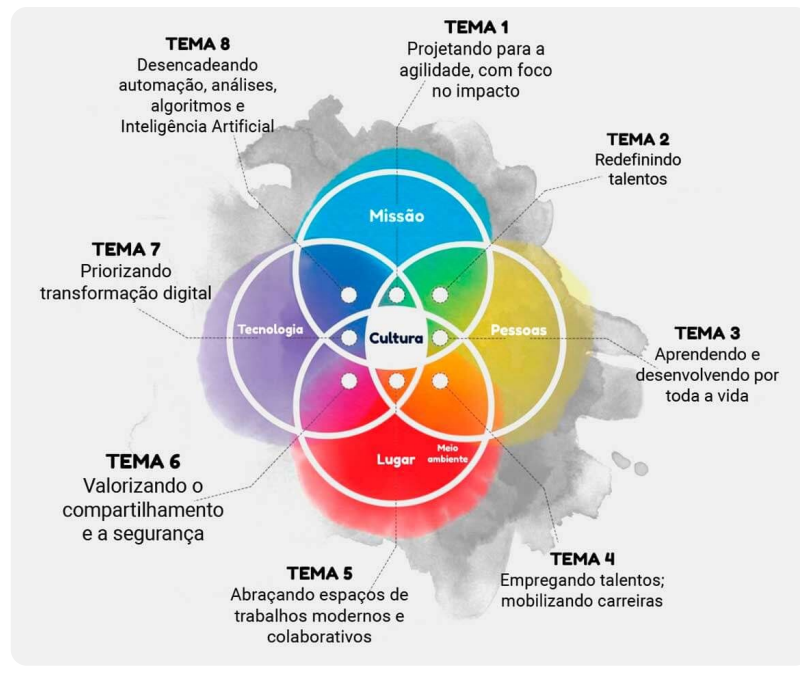 TEMA 1
Projetando para a
agilidade, com foco
no impacto
TEMA 8
Desencadeando
automação, análises,
algoritmos e
Inteligência Artificial
TEMA 2
Redefinindo
talentos
Missão
TEMA 7
Priorizando
transformação digital
Tecnologia
Cultura
Pessoas
TEMA 3
Aprendendo e
desenvolvendo por
toda a vida
Lugar
Meio
ambiente
TEMA 6
Valorizando o
compartilhamento
e a segurança
TEMA 4
Empregando talentos;
mobilizando carreiras
TEMA 5
Abraçando espaços de
trabalhos modernos e
colaborativos